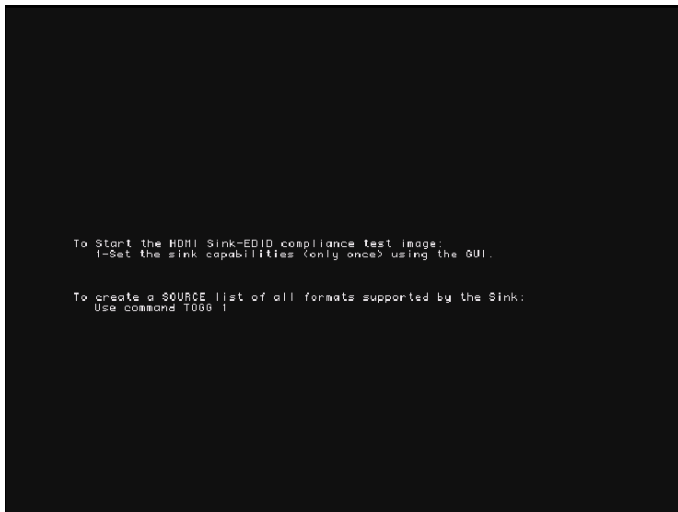 To Start the HDMI Sink-EDID compliance test image:
1-Set the sink capabilities (only once) using the GUI.
To create a SOURCE list of all formats supported by the Sink:
Use command TOGG 1